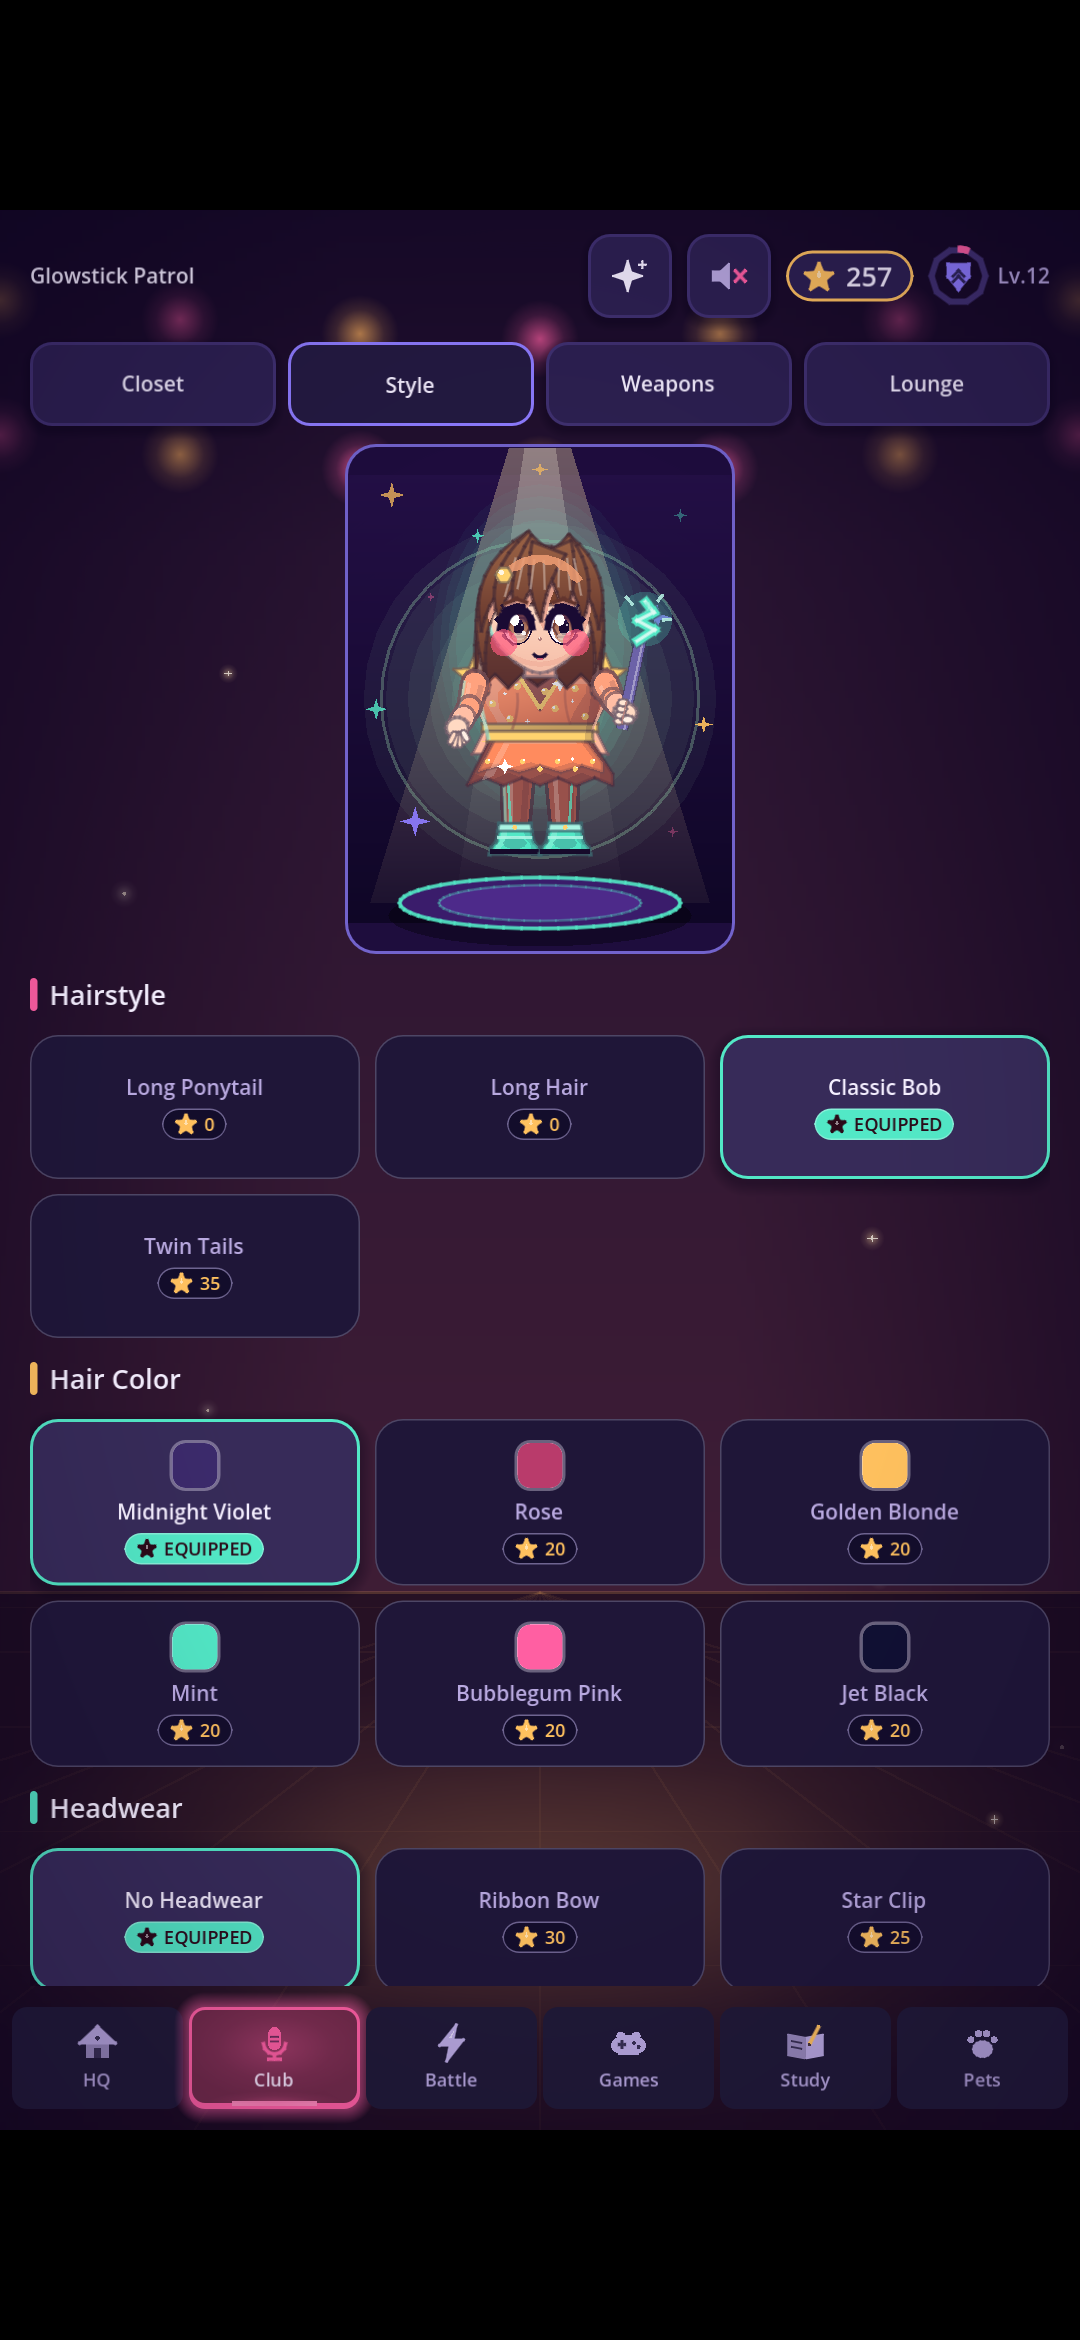 Glowstick Patrol
257
Lv.12
Closet
Style
Weapons
Lounge
Hairstyle
Long Ponytail
Long Hair
Classic Bob
0
0
EQUIPPED
Twin Tails
35
Hair Color
Midnight Violet
Rose
Golden Blonde
EQUIPPED
20
20
Mint
Bubblegum Pink
Jet Black
20
20
20
Headwear
No Headwear
Ribbon Bow
Star Clip
EQUIPPED
30
25
HQ
Club
Battle
Games
Study
Pets